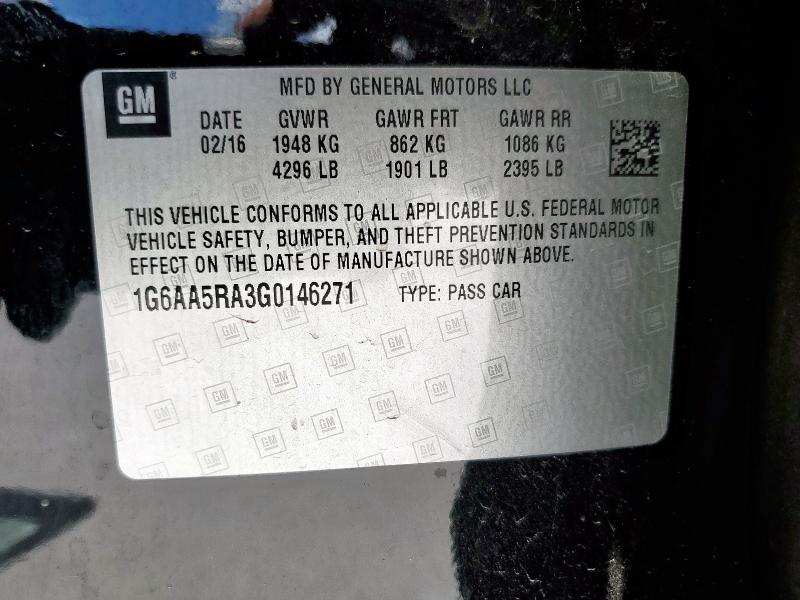 GM
MFD BY GENERAL MOTORS LLC
DATE GVWR GAWR FRT GAWR RR
02/16 1948 KG 862 KG 1086 KG
4296 LB 1901 LB 2395 LB
THIS VEHICLE CONFORMS TO ALL APPLICABLE U.S. FEDERAL MOTOR
VEHICLE SAFETY, BUMPER, AND THEFT PREVENTION STANDARDS IN
EFFECT ON THE DATE OF MANUFACTURE SHOWN ABOVE.
1G6AA5RA3G0146271 TYPE: PASS CAR